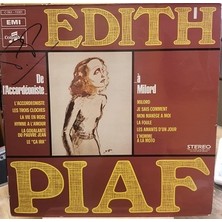 EMI
Columbia
EDITH
De
l'Accordéoniste
à
Milord
L'ACCORDEONISTE
LES TROIS CLOCHES
LA VIE EN ROSE
HYMNE A L'AMOUR
LA GOUALANTE
DU PAUVRE JEAN
LE "ÇA IRA"
MILORD
JE SAIS COMMENT
MON MANEGE A MOI
LA FOULE
LES AMANTS D'UN JOUR
L'HOMME
A LA MOTO
STEREO
PIAF